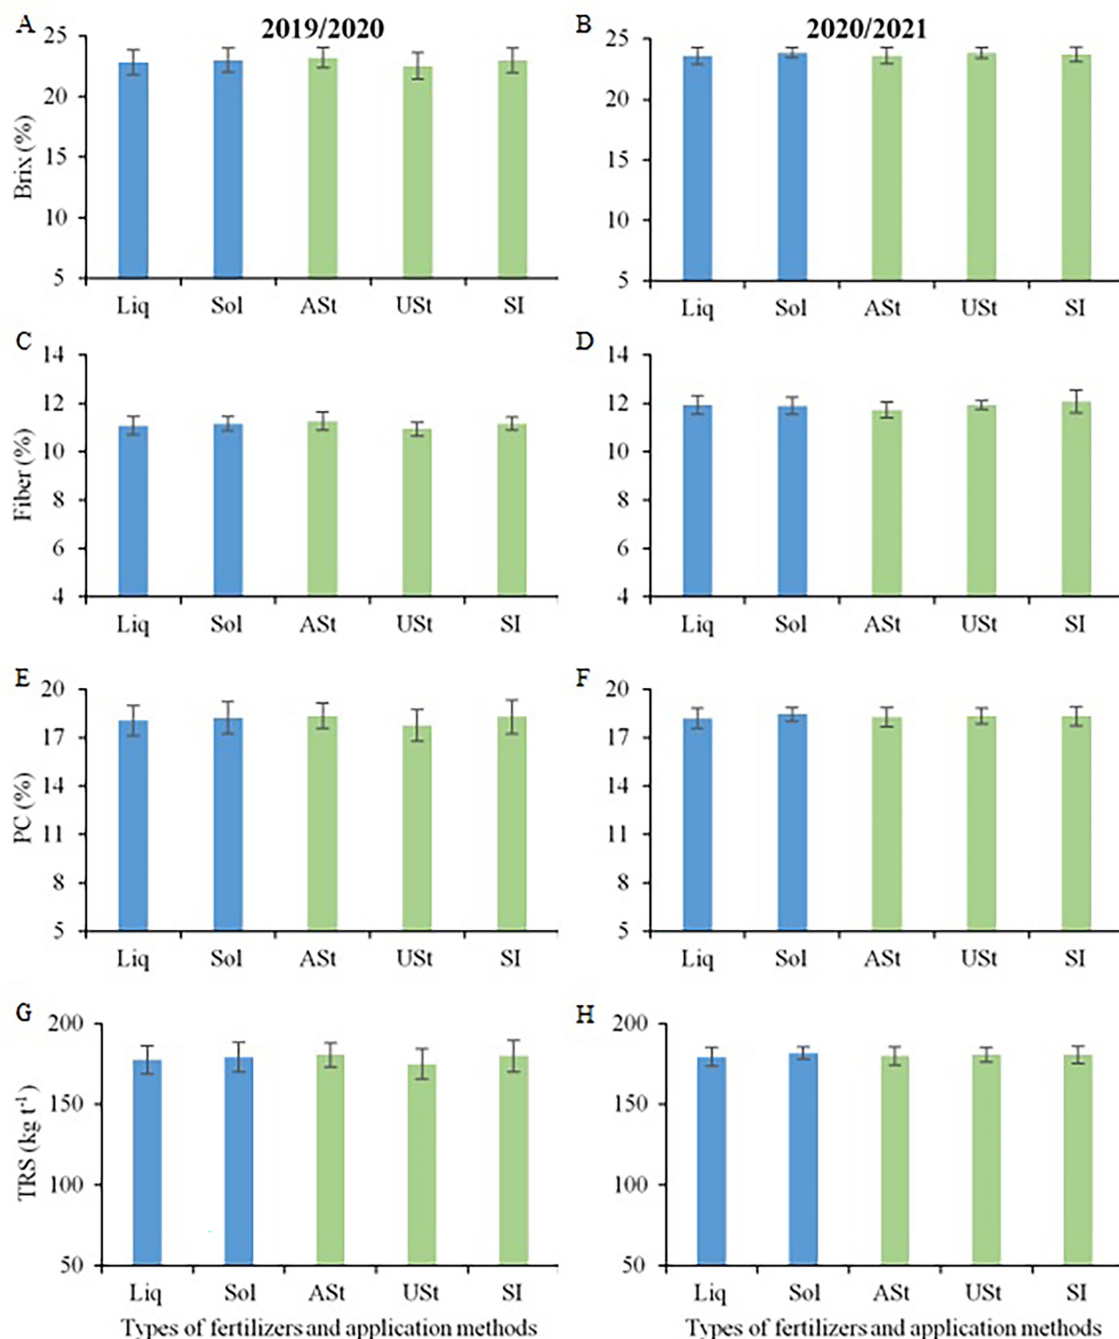 A
2019/2020
B
2020/2021
Brix (%)
25
20
15
10
5
Liq Sol ASt USt SI
25
20
15
10
5
Liq Sol ASt USt SI
C
D
Fiber (%)
14
12
10
8
6
4
Liq Sol ASt USt SI
14
12
10
8
6
4
Liq Sol ASt USt SI
E
F
PC (%)
20
17
14
11
8
5
Liq Sol ASt USt SI
20
17
14
11
8
5
Liq Sol ASt USt SI
G
H
TRS (kg t⁻¹)
200
150
100
50
Liq Sol ASt USt SI
Types of fertilizers and application methods
200
150
100
50
Liq Sol ASt USt SI
Types of fertilizers and application methods